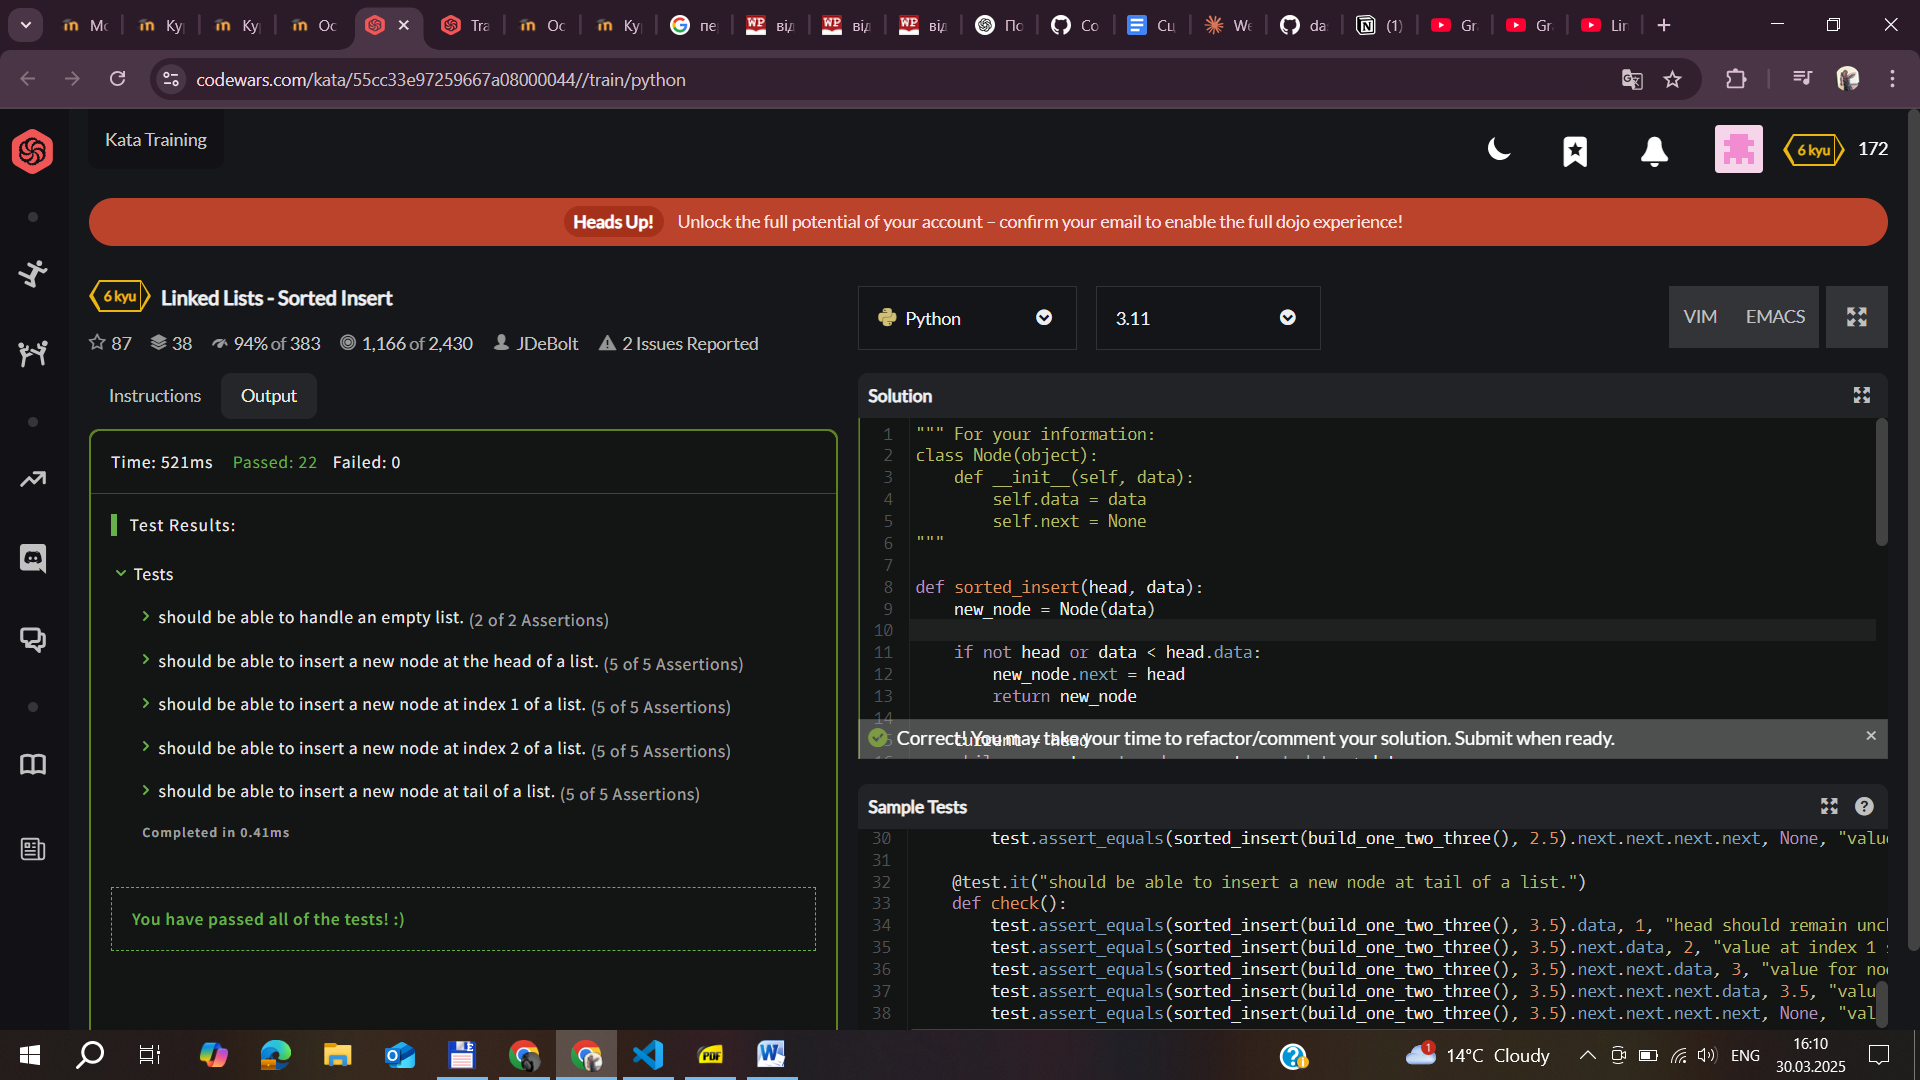 Мо
Ку
Ку
Ос
Tra
Ос
Ку
пе
від
від
від
По
Co
Сц
We
da
(1)
Gr
Gr
Lin
codewars.com/kata/55cc33e97259667a08000044//train/python
Kata Training
6 kyu
172
Heads Up! Unlock the full potential of your account – confirm your email to enable the full dojo experience!
6 kyu Linked Lists - Sorted Insert
87 38 94% of 383 1,166 of 2,430 JDeBolt 2 Issues Reported
Python
3.11
VIM EMACS
Instructions Output
Time: 521ms Passed: 22 Failed: 0
Test Results:
Tests
should be able to handle an empty list. (2 of 2 Assertions)
should be able to insert a new node at the head of a list. (5 of 5 Assertions)
should be able to insert a new node at index 1 of a list. (5 of 5 Assertions)
should be able to insert a new node at index 2 of a list. (5 of 5 Assertions)
should be able to insert a new node at tail of a list. (5 of 5 Assertions)
Completed in 0.41ms
You have passed all of the tests! :)
Solution
1 """ For your information:
2 class Node(object):
3 def __init__(self, data):
4 self.data = data
5 self.next = None
6 """
7
8 def sorted_insert(head, data):
9 new_node = Node(data)
10
11 if not head or data < head.data:
12 new_node.next = head
13 return new_node
14
current = head
Correct! You may take your time to refactor/comment your solution. Submit when ready.
Sample Tests
30 test.assert_equals(sorted_insert(build_one_two_three(), 2.5).next.next.next.next, None, "valu
31
32 @test.it("should be able to insert a new node at tail of a list.")
33 def check():
34 test.assert_equals(sorted_insert(build_one_two_three(), 3.5).data, 1, "head should remain uncl
35 test.assert_equals(sorted_insert(build_one_two_three(), 3.5).next.data, 2, "value at index 1 s
36 test.assert_equals(sorted_insert(build_one_two_three(), 3.5).next.next.data, 3, "value for no
37 test.assert_equals(sorted_insert(build_one_two_three(), 3.5).next.next.next.data, 3.5, "valu
38 test.assert_equals(sorted_insert(build_one_two_three(), 3.5).next.next.next.next, None, "val
PDF
1
14°C Cloudy
ENG
16:10
30.03.2025